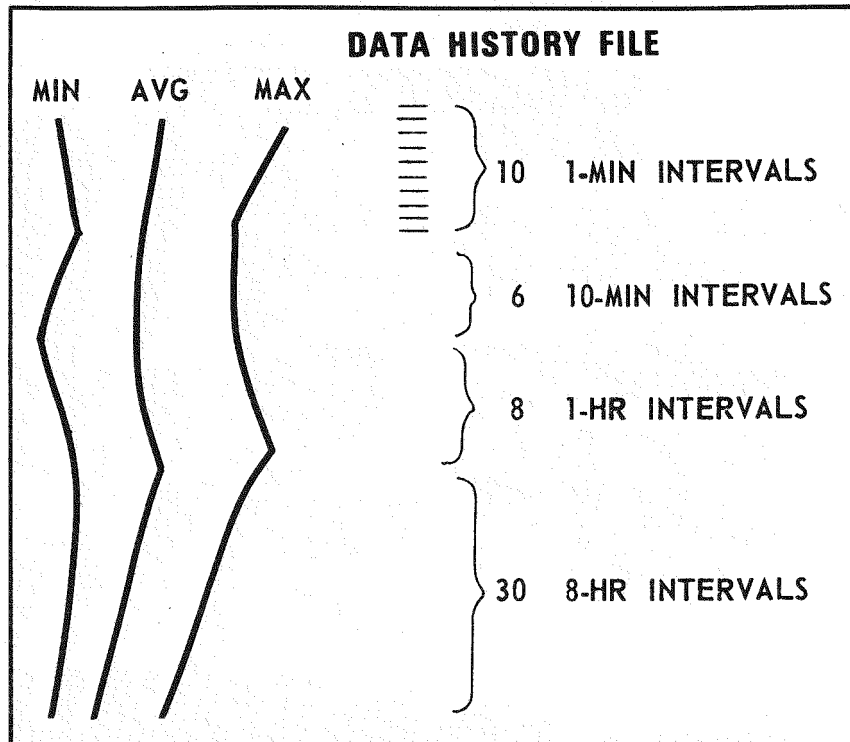 DATA HISTORY FILE
MIN AVG MAX
10 1-MIN INTERVALS
6 10-MIN INTERVALS
8 1-HR INTERVALS
30 8-HR INTERVALS